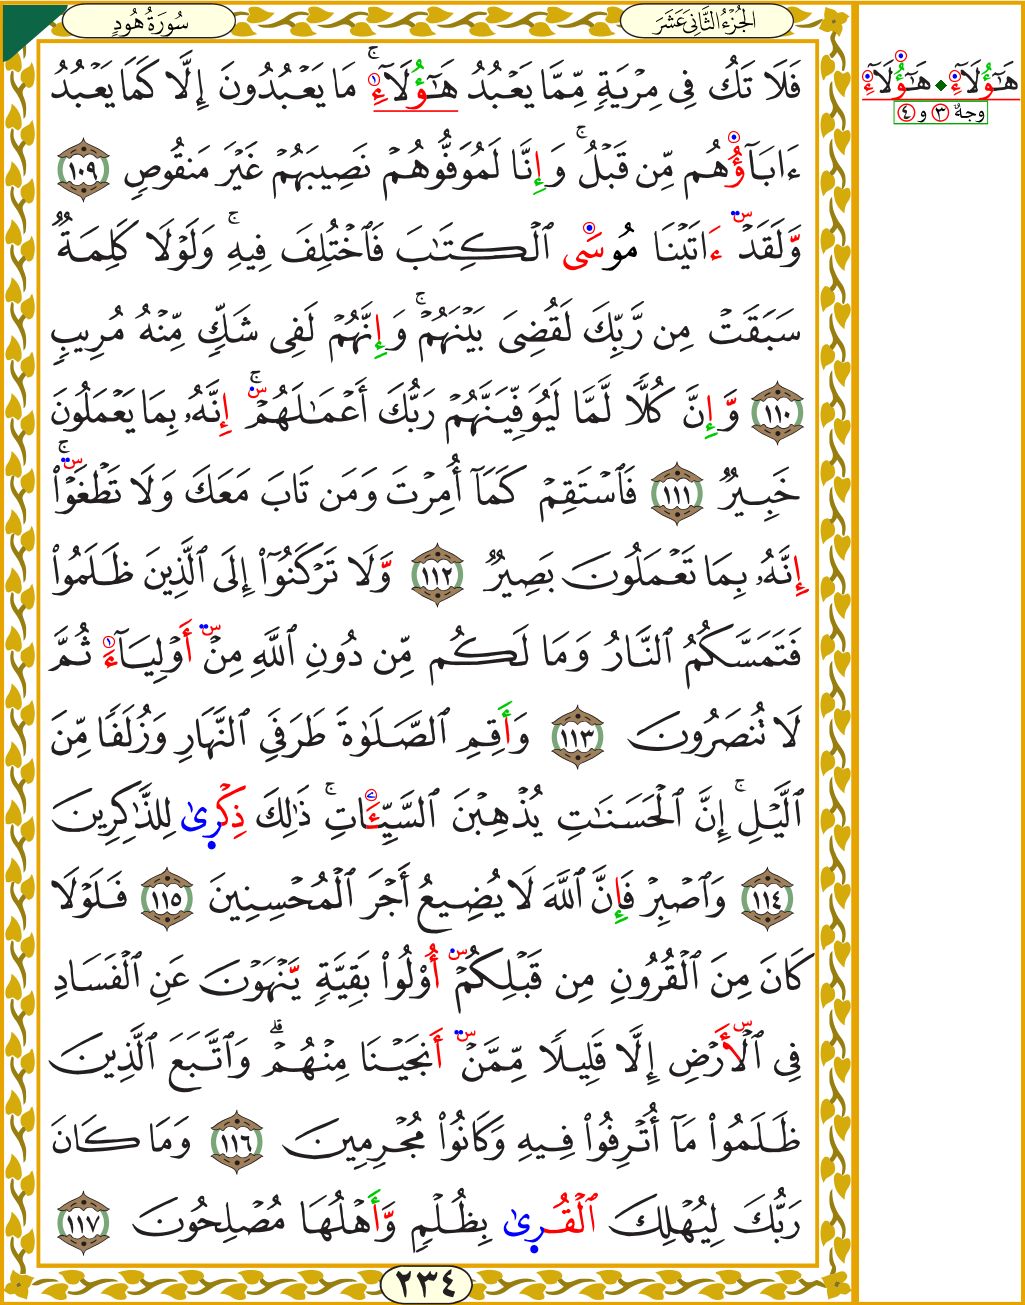 الجُزْءُ الثَّانِيَ عَشَرَ
سُورَةُ هُودٍ
فَلَا تَكُ فِى مِرْيَةٍ مِّمَّا يَعْبُدُ هَٰٓؤُلَآءِ ۚ مَا يَعْبُدُونَ إِلَّا كَمَا يَعْبُدُ
ءَابَآؤُهُم مِّن قَبْلُ ۚ وَإِنَّا لَمُوَفُّوهُمْ نَصِيبَهُمْ غَيْرَ مَنقُوصٍ ١٠٩
وَّلَقَدْ ءَاتَيْنَا مُوسَى ٱلْكِتَٰبَ فَٱخْتُلِفَ فِيهِ ۚ وَلَوْلَا كَلِمَةٌ
سَبَقَتْ مِن رَّبِّكَ لَقُضِىَ بَيْنَهُمْ ۚ وَإِنَّهُمْ لَفِى شَكٍّ مِّنْهُ مُرِيبٍ
١١٠ وَّإِنَّ كُلًّا لَّمَّا لَيُوَفِّيَنَّهُمْ رَبُّكَ أَعْمَٰلَهُمْ ۚ إِنَّهُۥ بِمَا يَعْمَلُونَ
خَبِيرٌ ١١١ فَٱسْتَقِمْ كَمَآ أُمِرْتَ وَمَن تَابَ مَعَكَ وَلَا تَطْغَوْا۟ ۚ
إِنَّهُۥ بِمَا تَعْمَلُونَ بَصِيرٌ ١١٢ وَّلَا تَرْكَنُوٓا۟ إِلَى ٱلَّذِينَ ظَلَمُوا۟
فَتَمَسَّكُمُ ٱلنَّارُ وَمَا لَكُم مِّن دُونِ ٱللَّهِ مِنْ أَوْلِيَآءَ ثُمَّ
لَا تُنصَرُونَ ١١٣ وَأَقِمِ ٱلصَّلَوٰةَ طَرَفَىِ ٱلنَّهَارِ وَزُلَفًا مِّنَ
ٱلَّيْلِ ۚ إِنَّ ٱلْحَسَنَٰتِ يُذْهِبْنَ ٱلسَّيِّـَٔاتِ ۚ ذَٰلِكَ ذِكْرِىٰ لِلذَّٰكِرِينَ
١١٤ وَٱصْبِرْ فَإِنَّ ٱللَّهَ لَا يُضِيعُ أَجْرَ ٱلْمُحْسِنِينَ ١١٥ فَلَوْلَا
كَانَ مِنَ ٱلْقُرُونِ مِن قَبْلِكُمْ أُو۟لُوا۟ بَقِيَّةٍ يَّنْهَوْنَ عَنِ ٱلْفَسَادِ
فِى ٱلْأَرْضِ إِلَّا قَلِيلًا مِّمَّنْ أَنجَيْنَا مِنْهُمْ ۗ وَٱتَّبَعَ ٱلَّذِينَ
ظَلَمُوا۟ مَآ أُتْرِفُوا۟ فِيهِ وَكَانُوا۟ مُجْرِمِينَ ١١٦ وَمَا كَانَ
رَبُّكَ لِيُهْلِكَ ٱلْقُرِىٰ بِظُلْمٍ وَّأَهْلُهَا مُصْلِحُونَ ١١٧
٢٣٤
هَٰٓؤُلَآءِ ◆ هَٰٓؤُلَآءِ
وجهٌ ٣ و ٤